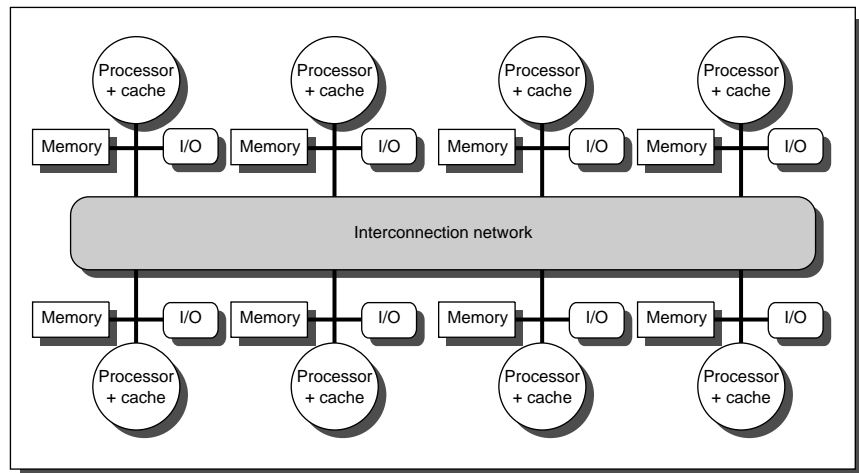 Processor
+ cache
Processor
+ cache
Processor
+ cache
Processor
+ cache
Memory
I/O
Memory
I/O
Memory
I/O
Memory
I/O
Interconnection network
Memory
I/O
Memory
I/O
Memory
I/O
Memory
I/O
Processor
+ cache
Processor
+ cache
Processor
+ cache
Processor
+ cache